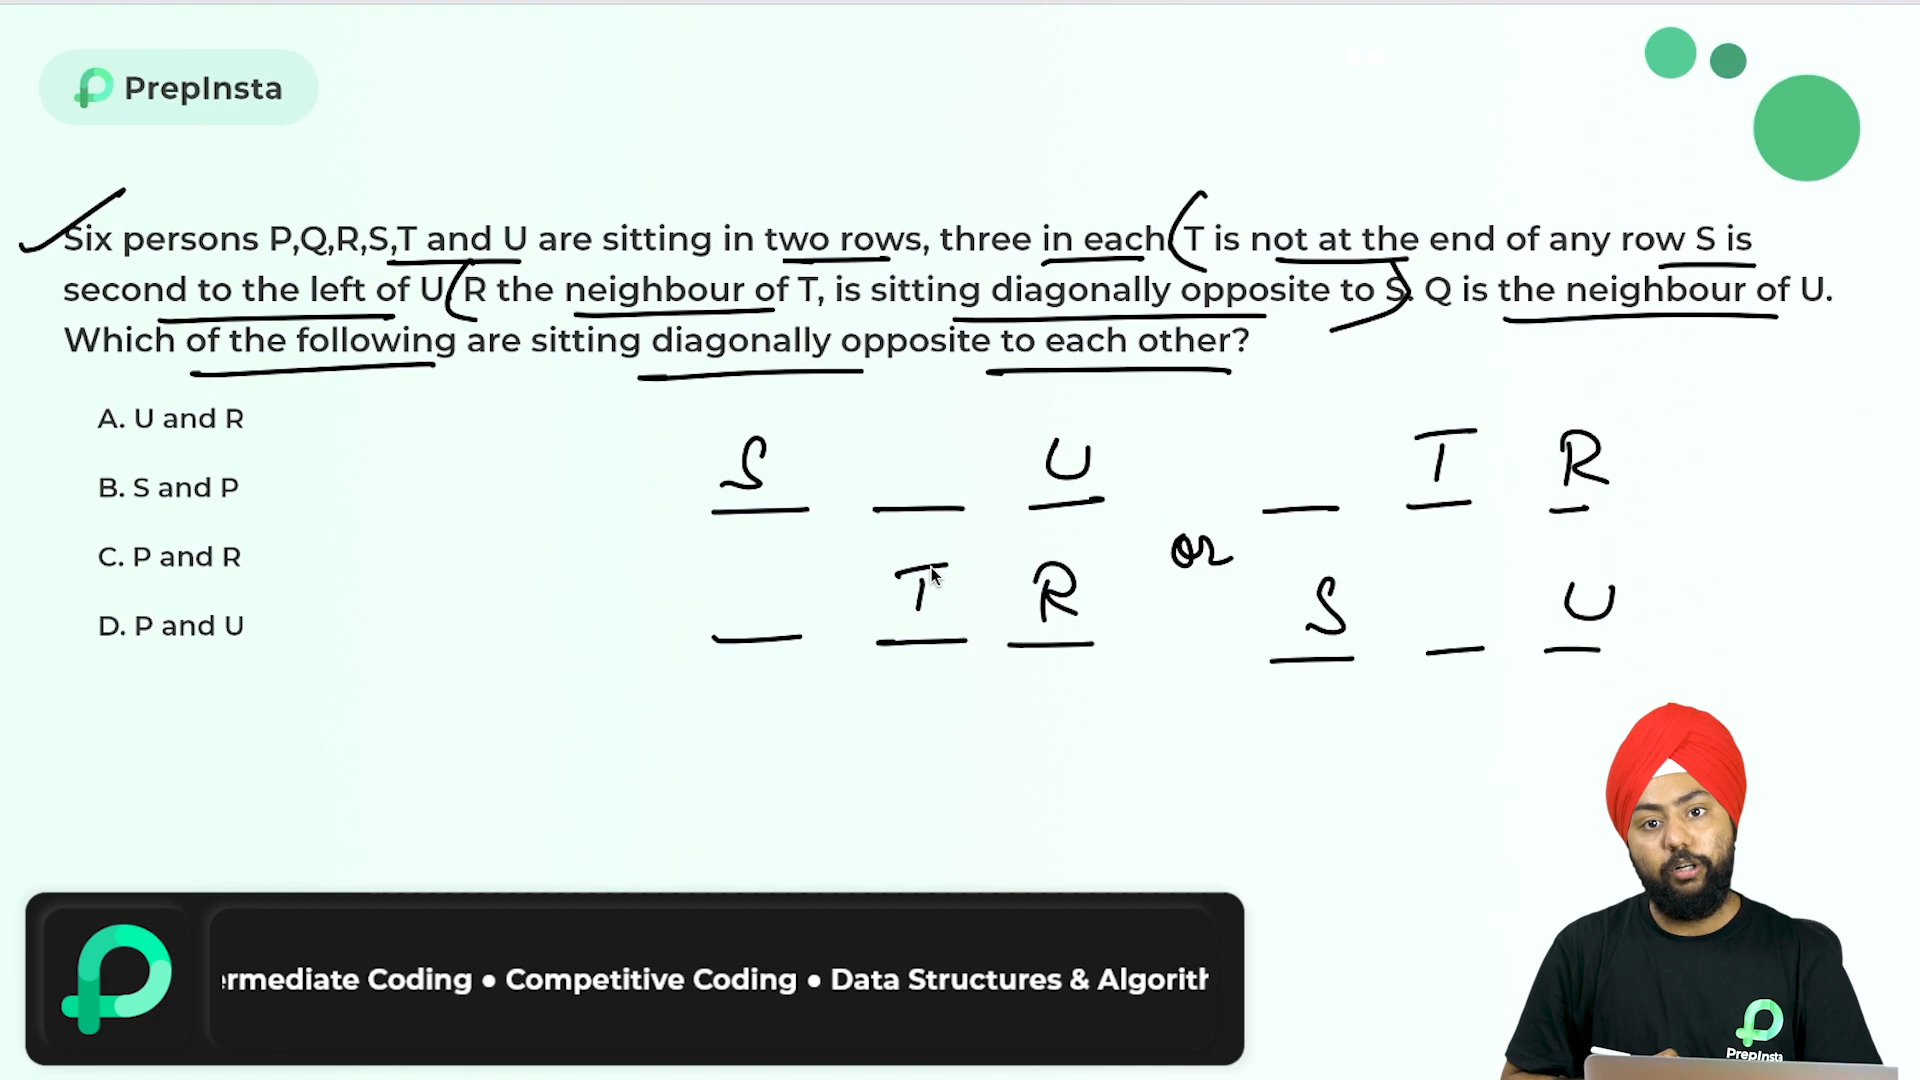 PrepInsta
Six persons P,Q,R,S,T and U are sitting in two rows, three in each. T is not at the end of any row S is
second to the left of U. R the neighbour of T, is sitting diagonally opposite to S. Q is the neighbour of U.
Which of the following are sitting diagonally opposite to each other?
A. U and R
B. S and P
C. P and R
D. P and U
S U
T R
or
T R
S U
ermediate Coding • Competitive Coding • Data Structures & Algorith
PrepInsta